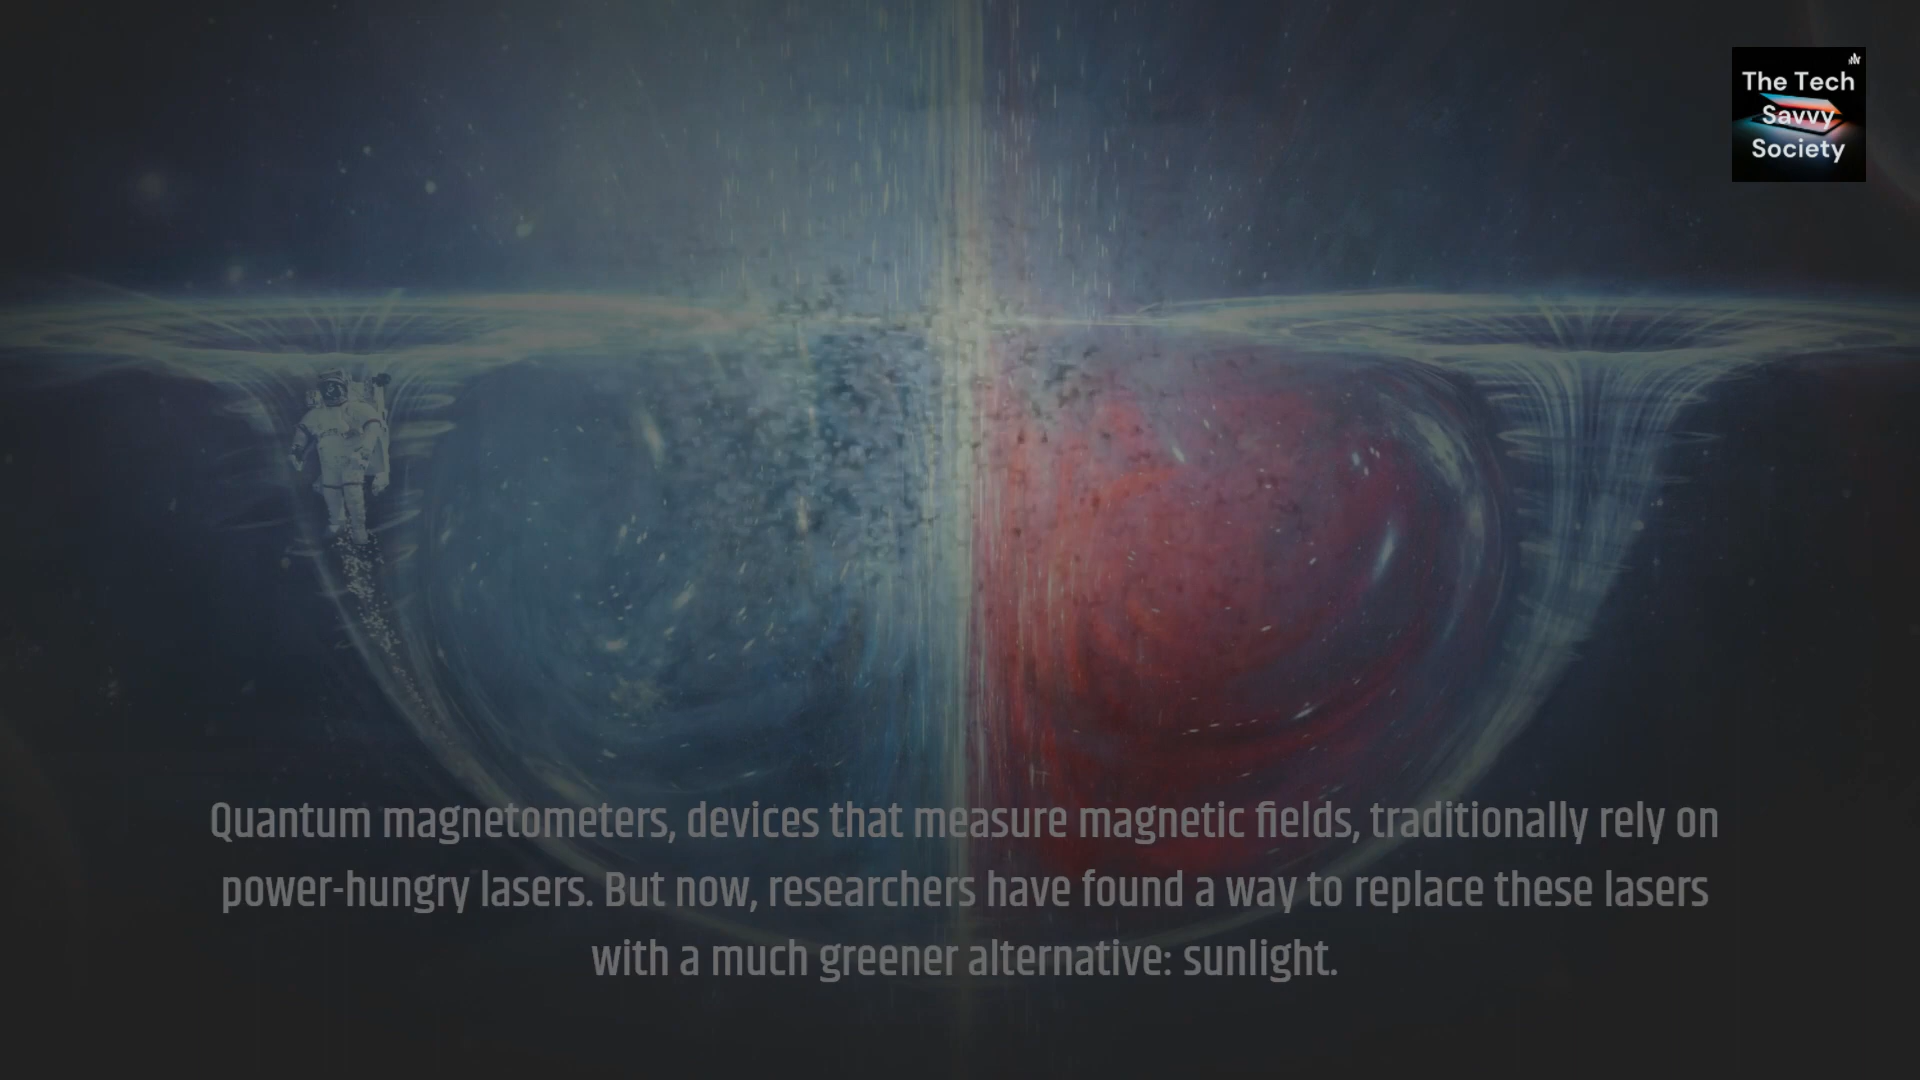 The Tech
Savvy
Society
Quantum magnetometers, devices that measure magnetic fields, traditionally rely on
power-hungry lasers. But now, researchers have found a way to replace these lasers
with a much greener alternative: sunlight.